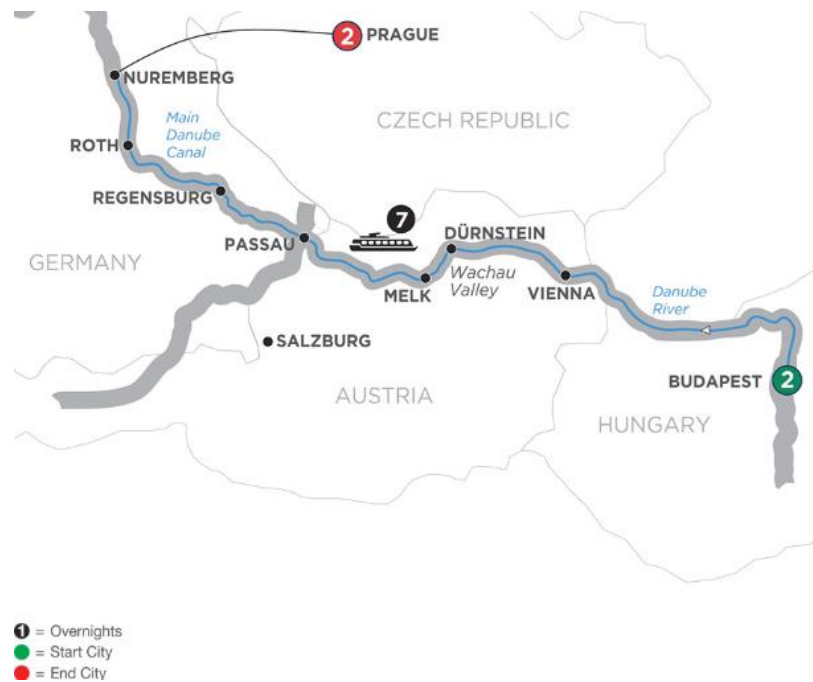 2 PRAGUE
NUREMBERG
CZECH REPUBLIC
Main
Danube
Canal
ROTH
REGENSBURG
7
DÜRNSTEIN
PASSAU
GERMANY
Wachau
Valley
MELK
VIENNA
Danube
River
SALZBURG
BUDAPEST 2
AUSTRIA
HUNGARY
1 = Overnights
= Start City
= End City